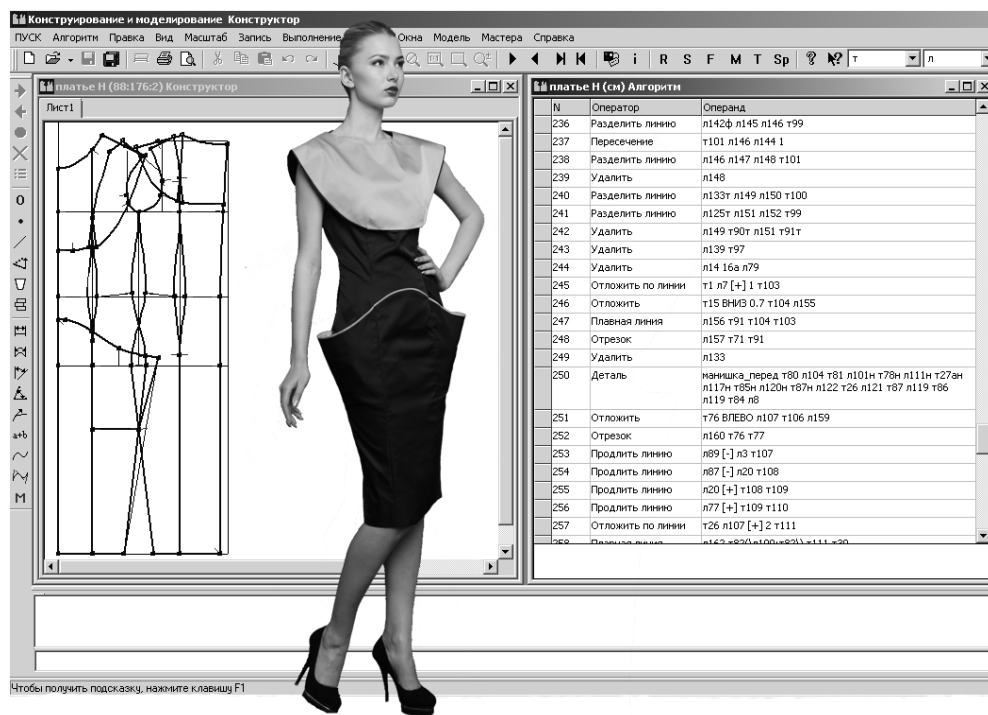 Конструирование и моделирование Конструктор
ПУСК Алгоритм Правка Вид Масштаб Запись Выполнение Окна Модель Мастера Справка
i R S F M T Sp т л
платье Н (88:176:2) Конструктор
Лист1
о
а+b
М
платье Н (см) Алгоритм
N Оператор Операнд
236 Разделить линию л142ф л145 л146 т99
237 Пересечение т101 л146 л144 1
238 Разделить линию л146 л147 л148 т101
239 Удалить л148
240 Разделить линию л133т л149 л150 т100
241 Разделить линию л125т л151 л152 т99
242 Удалить л149 т90т л151 т91т
243 Удалить л139 т97
244 Удалить л14 16а л79
245 Отложить по линии т1 л7 [+] 1 т103
246 Отложить т15 ВНИЗ 0.7 т104 л155
247 Плавная линия л156 т91 т104 т103
248 Отрезок л157 т71 т91
249 Удалить л133
250 Деталь манишка_перед т80 л104 т81 л101н т78н л111н т27ан
л117н т85н л120н т87н л122 т26 л121 т87 л119 т86
л119 т84 л8
251 Отложить т76 ВЛЕВО л107 т106 л159
252 Отрезок л160 т76 т77
253 Продлить линию л89 [-] л3 т107
254 Продлить линию л87 [-] л20 т108
255 Продлить линию л20 [+] т108 т109
256 Продлить линию л77 [+] т109 т110
257 Отложить по линии т26 л107 [+] 2 т111
Чтобы получить подсказку, нажмите клавишу F1